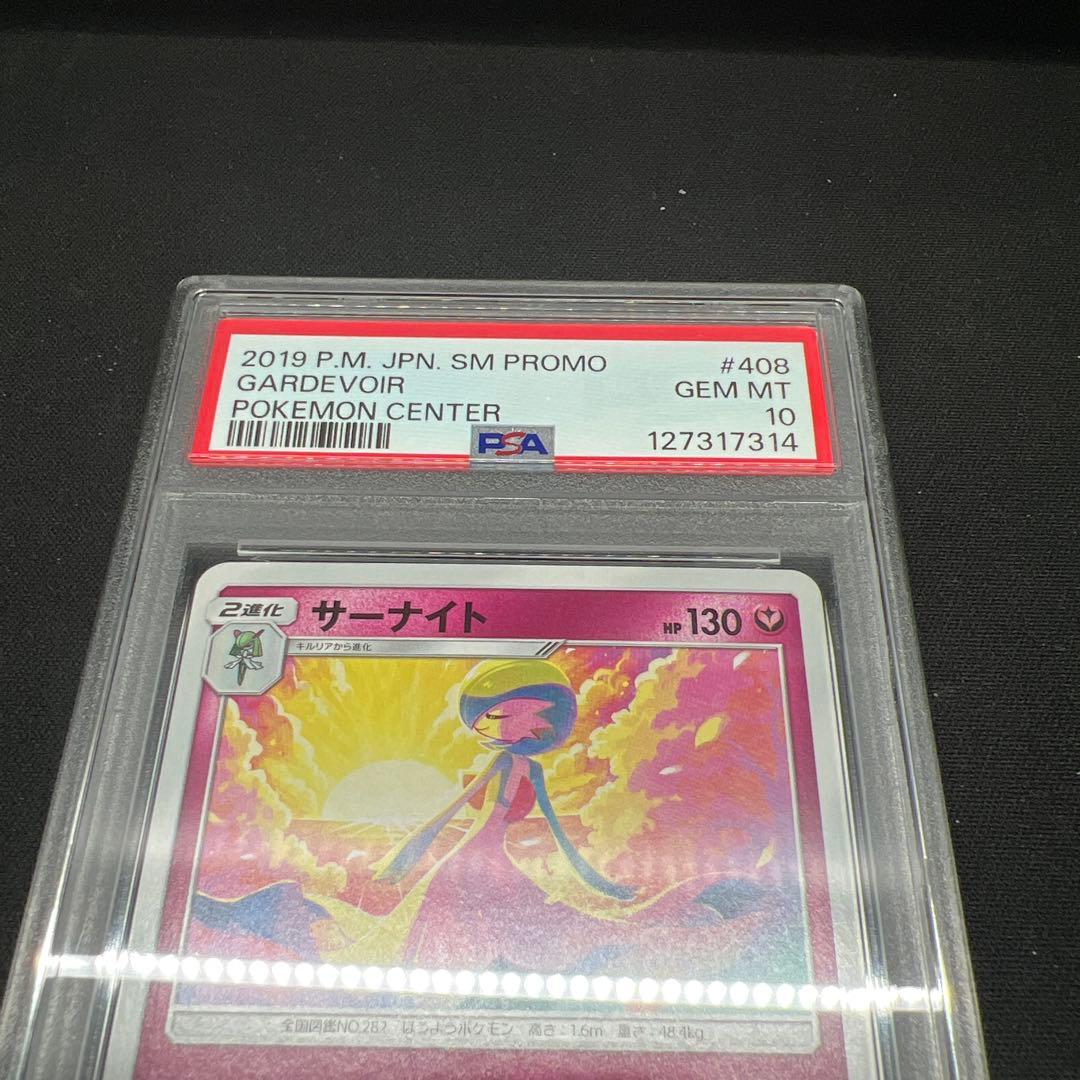 2019 P.M. JPN. SM PROMO #408
GARDEVOIR GEM MT
POKEMON CENTER 10
PSA 127317314
2進化 サーナイト HP 130
キルリアから進化
全国図鑑NO.282 ほうようポケモン 高さ：1.6m 重さ：48.4kg